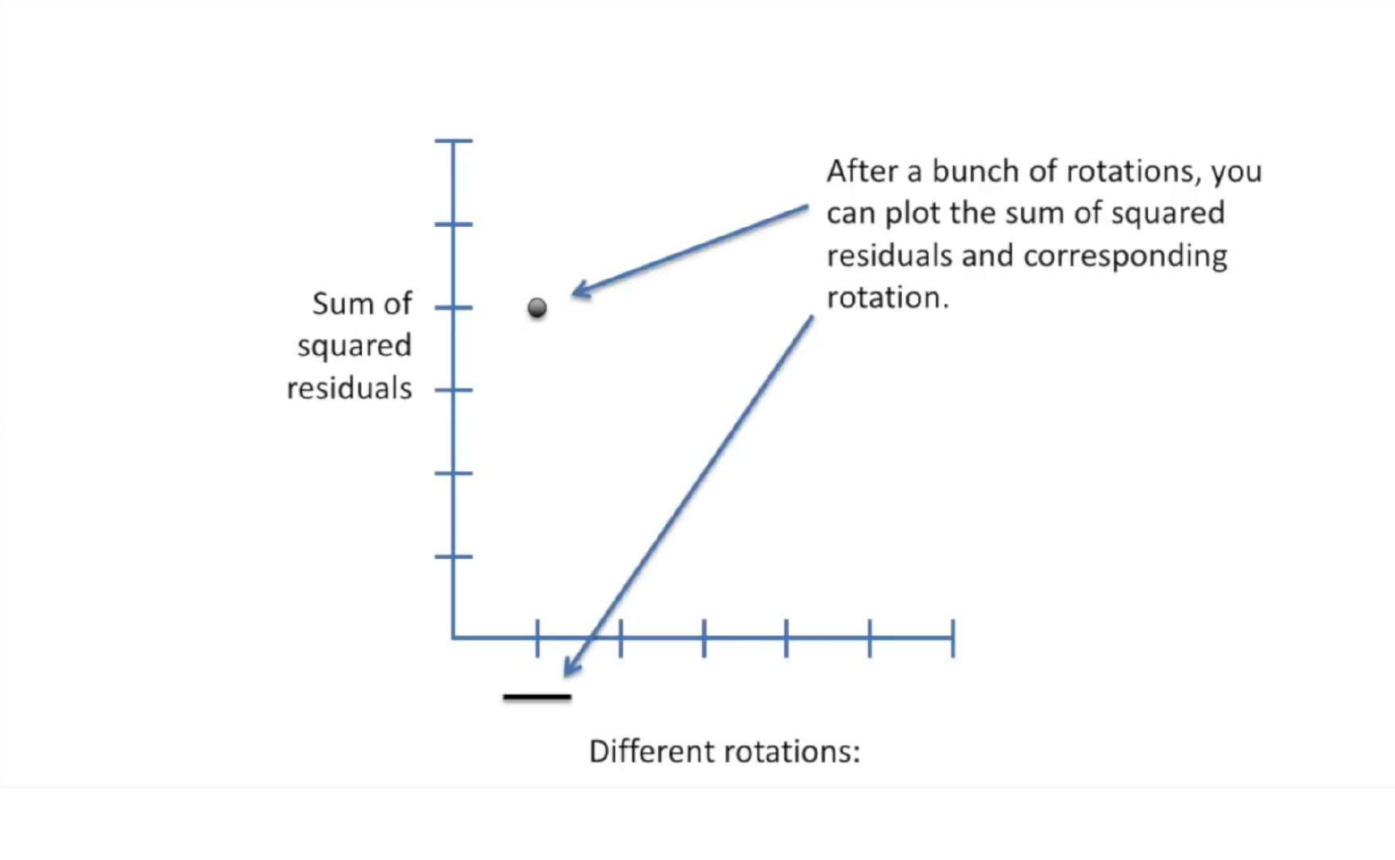 After a bunch of rotations, you
can plot the sum of squared
residuals and corresponding
rotation.
Sum of
squared
residuals
Different rotations: